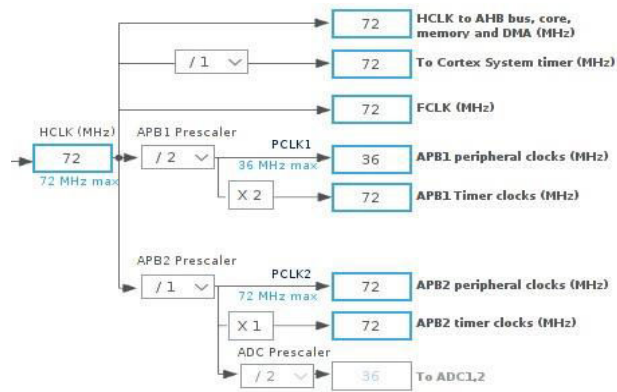 72
HCLK to AHB bus, core,
memory and DMA (MHz)
/ 1
72
To Cortex System timer (MHz)
72
FCLK (MHz)
HCLK (MHz)
APB1 Prescaler
PCLK1
72
/ 2
36
APB1 peripheral clocks (MHz)
72 MHz max
36 MHz max
X 2
72
APB1 Timer clocks (MHz)
APB2 Prescaler
PCLK2
/ 1
72
APB2 peripheral clocks (MHz)
72 MHz max
X 1
72
APB2 timer clocks (MHz)
ADC Prescaler
/ 2
36
To ADC1,2